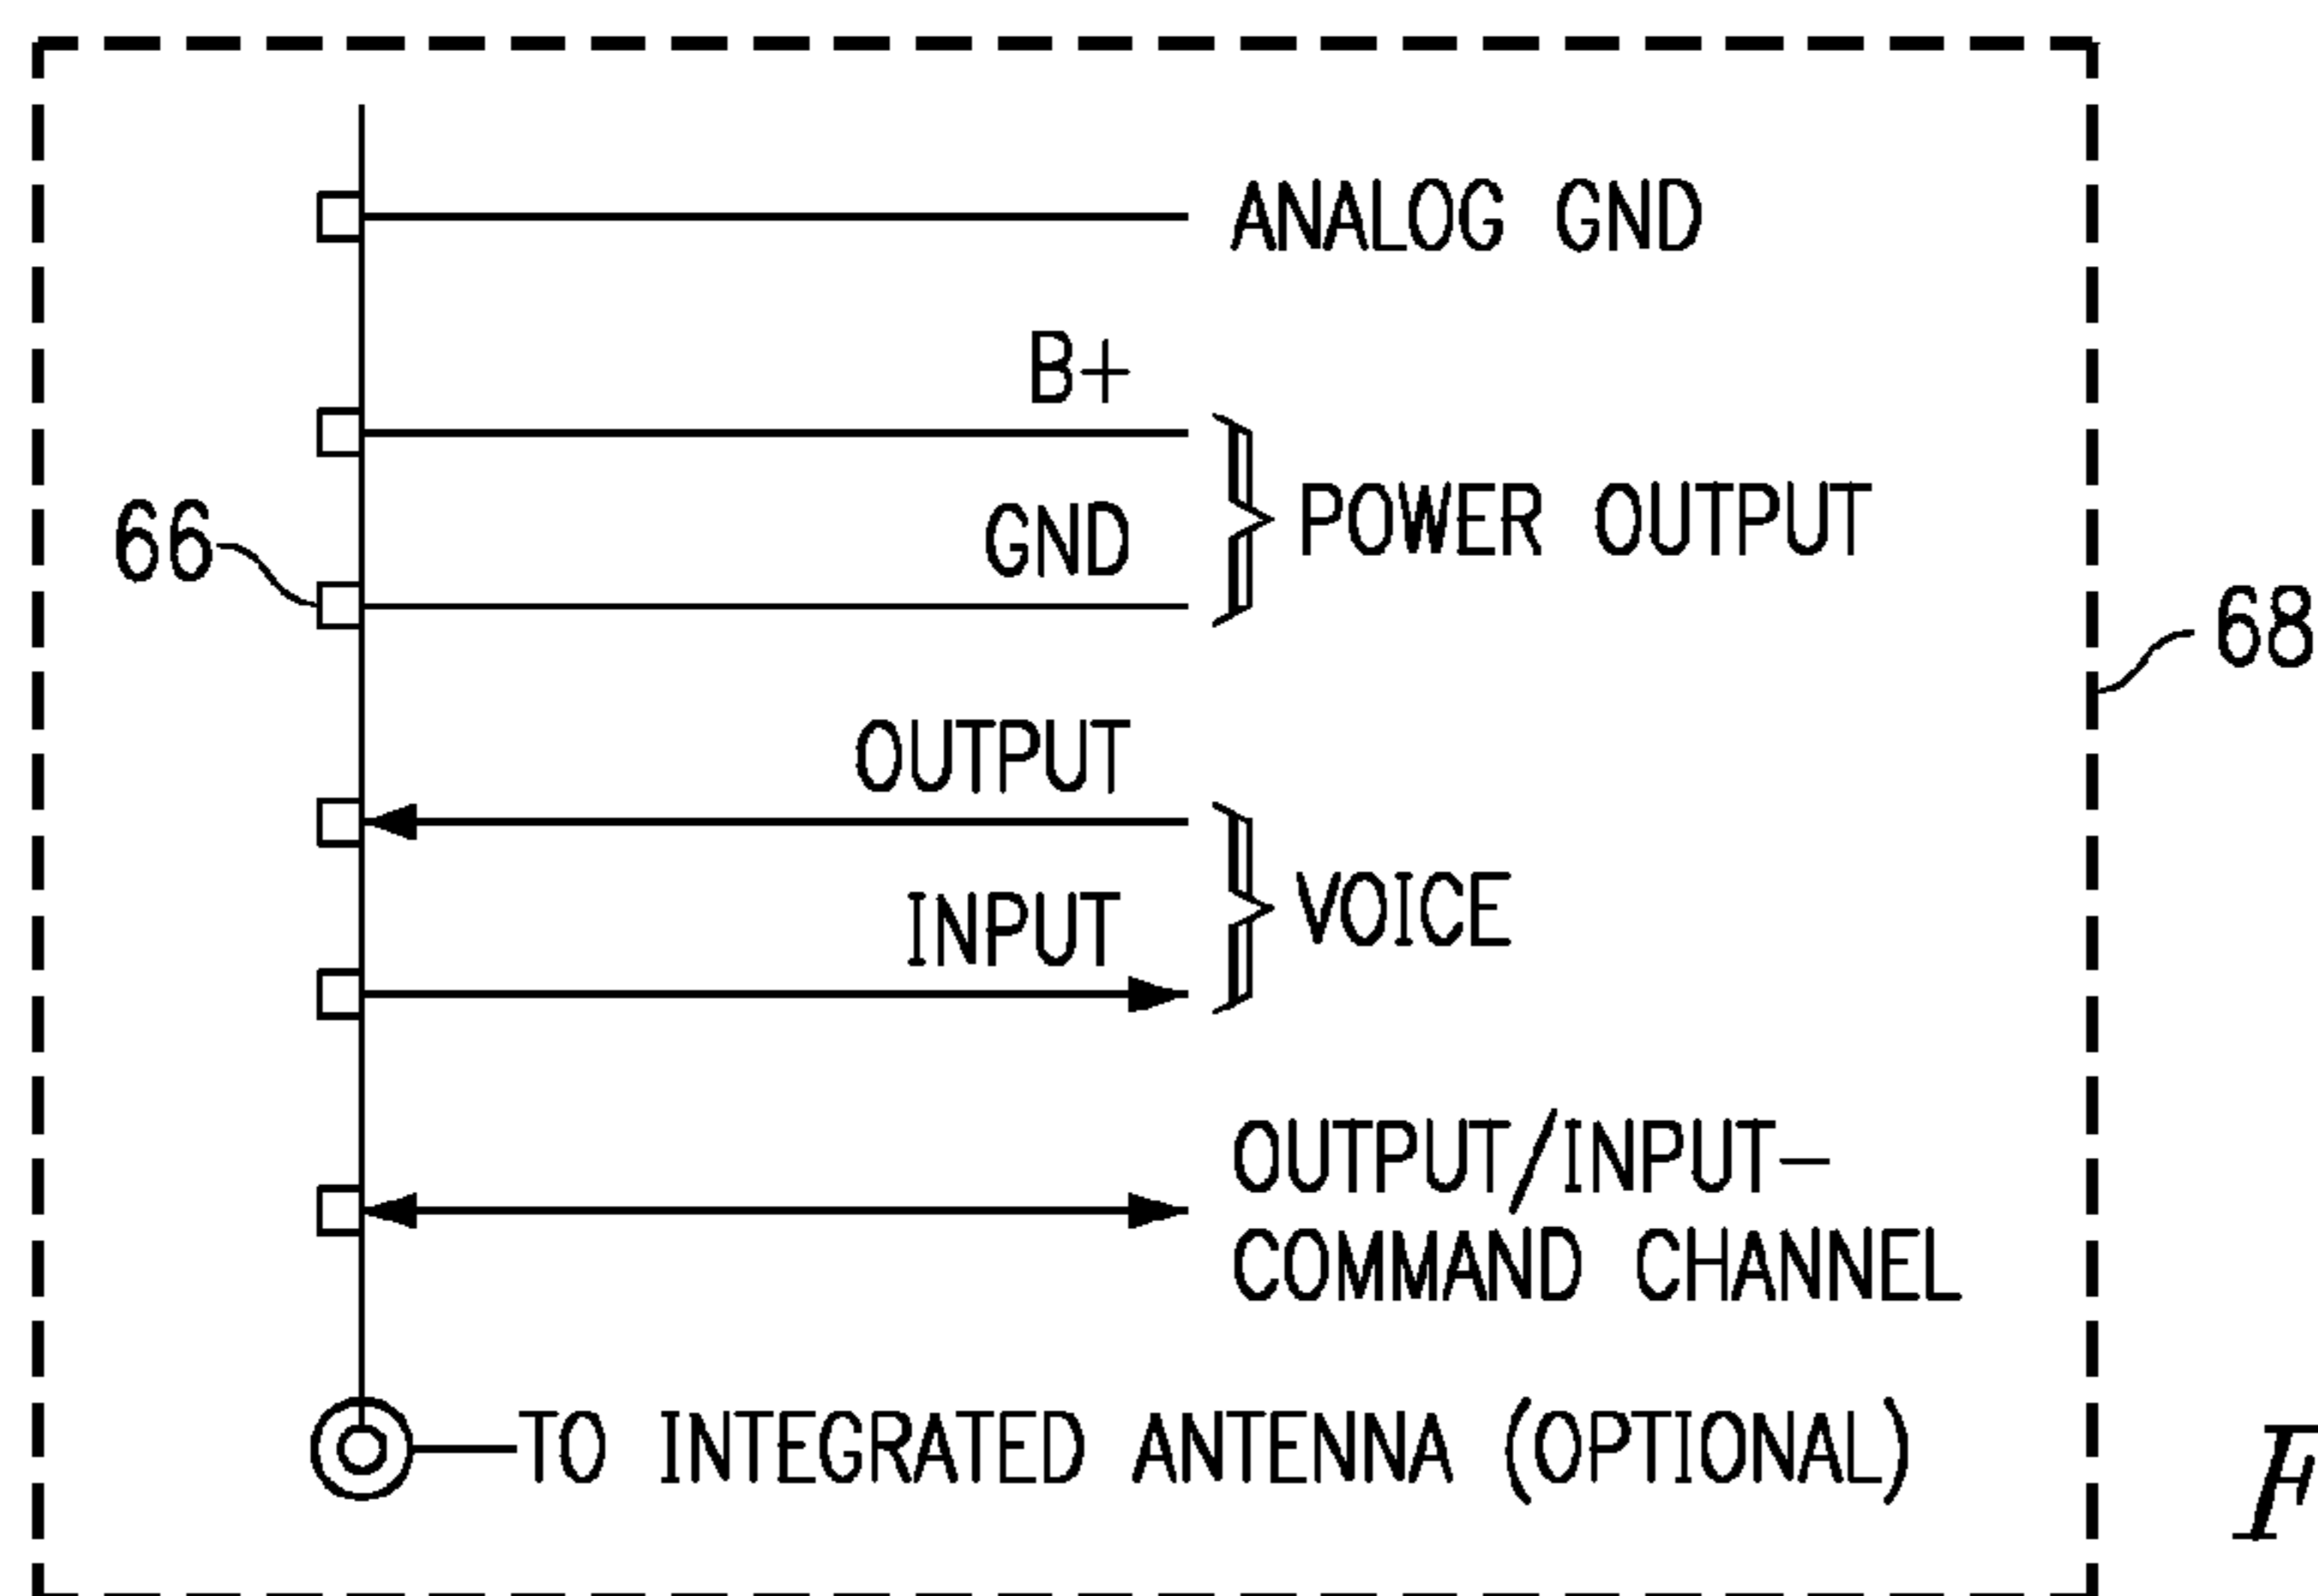 ANALOG GND
B+
GND
POWER OUTPUT
66
68
OUTPUT
INPUT
VOICE
OUTPUT/INPUT-
COMMAND CHANNEL
TO INTEGRATED ANTENNA (OPTIONAL)
F